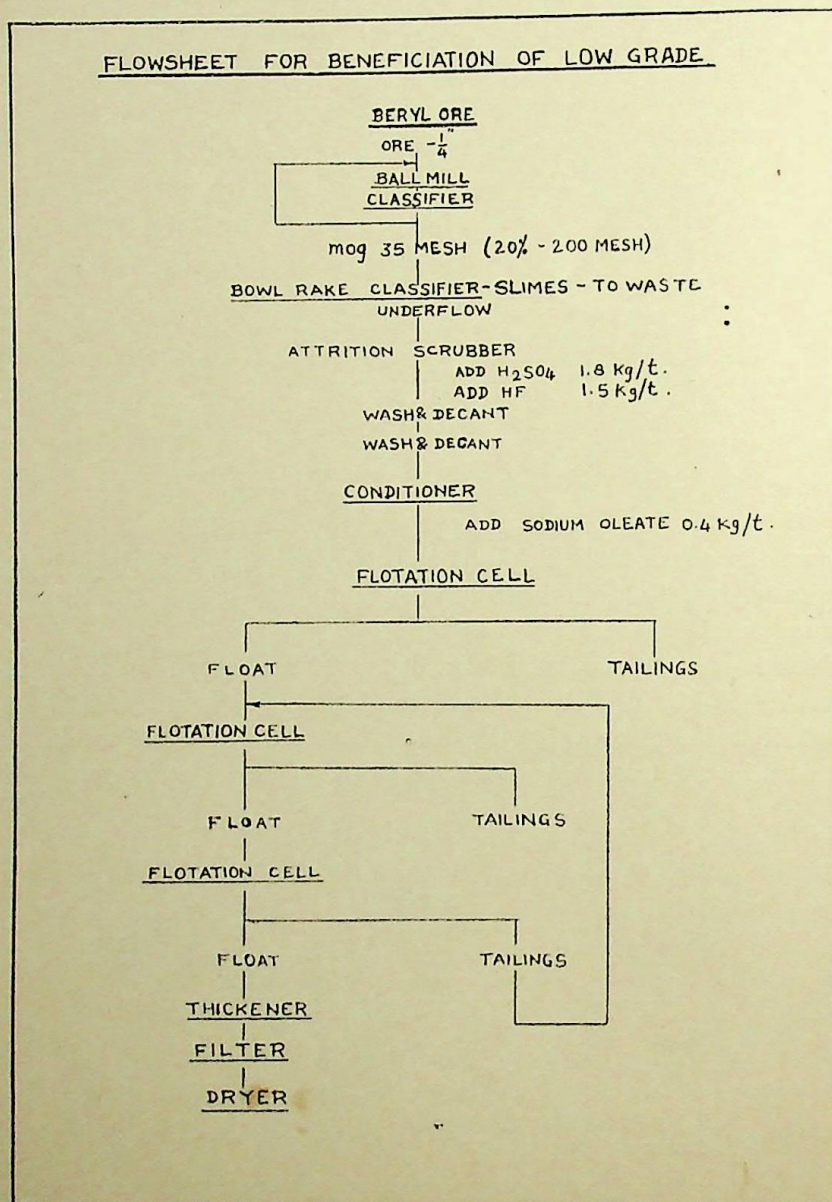 FLOWSHEET FOR BENEFICIATION OF LOW GRADE
BERYL ORE
ORE -1/4"
BALL MILL
CLASSIFIER
mog 35 MESH (20% - 200 MESH)
BOWL RAKE CLASSIFIER-SLIMES - TO WASTE
UNDERFLOW
ATTRITION SCRUBBER
ADD H₂SO₄ 1.8 Kg/t.
ADD HF 1.5 Kg/t.
WASH & DECANT
WASH & DECANT
CONDITIONER
ADD SODIUM OLEATE 0.4 Kg/t.
FLOTATION CELL
FLOAT TAILINGS
FLOTATION CELL
FLOAT TAILINGS
FLOTATION CELL
FLOAT TAILINGS
THICKENER
FILTER
DRYER